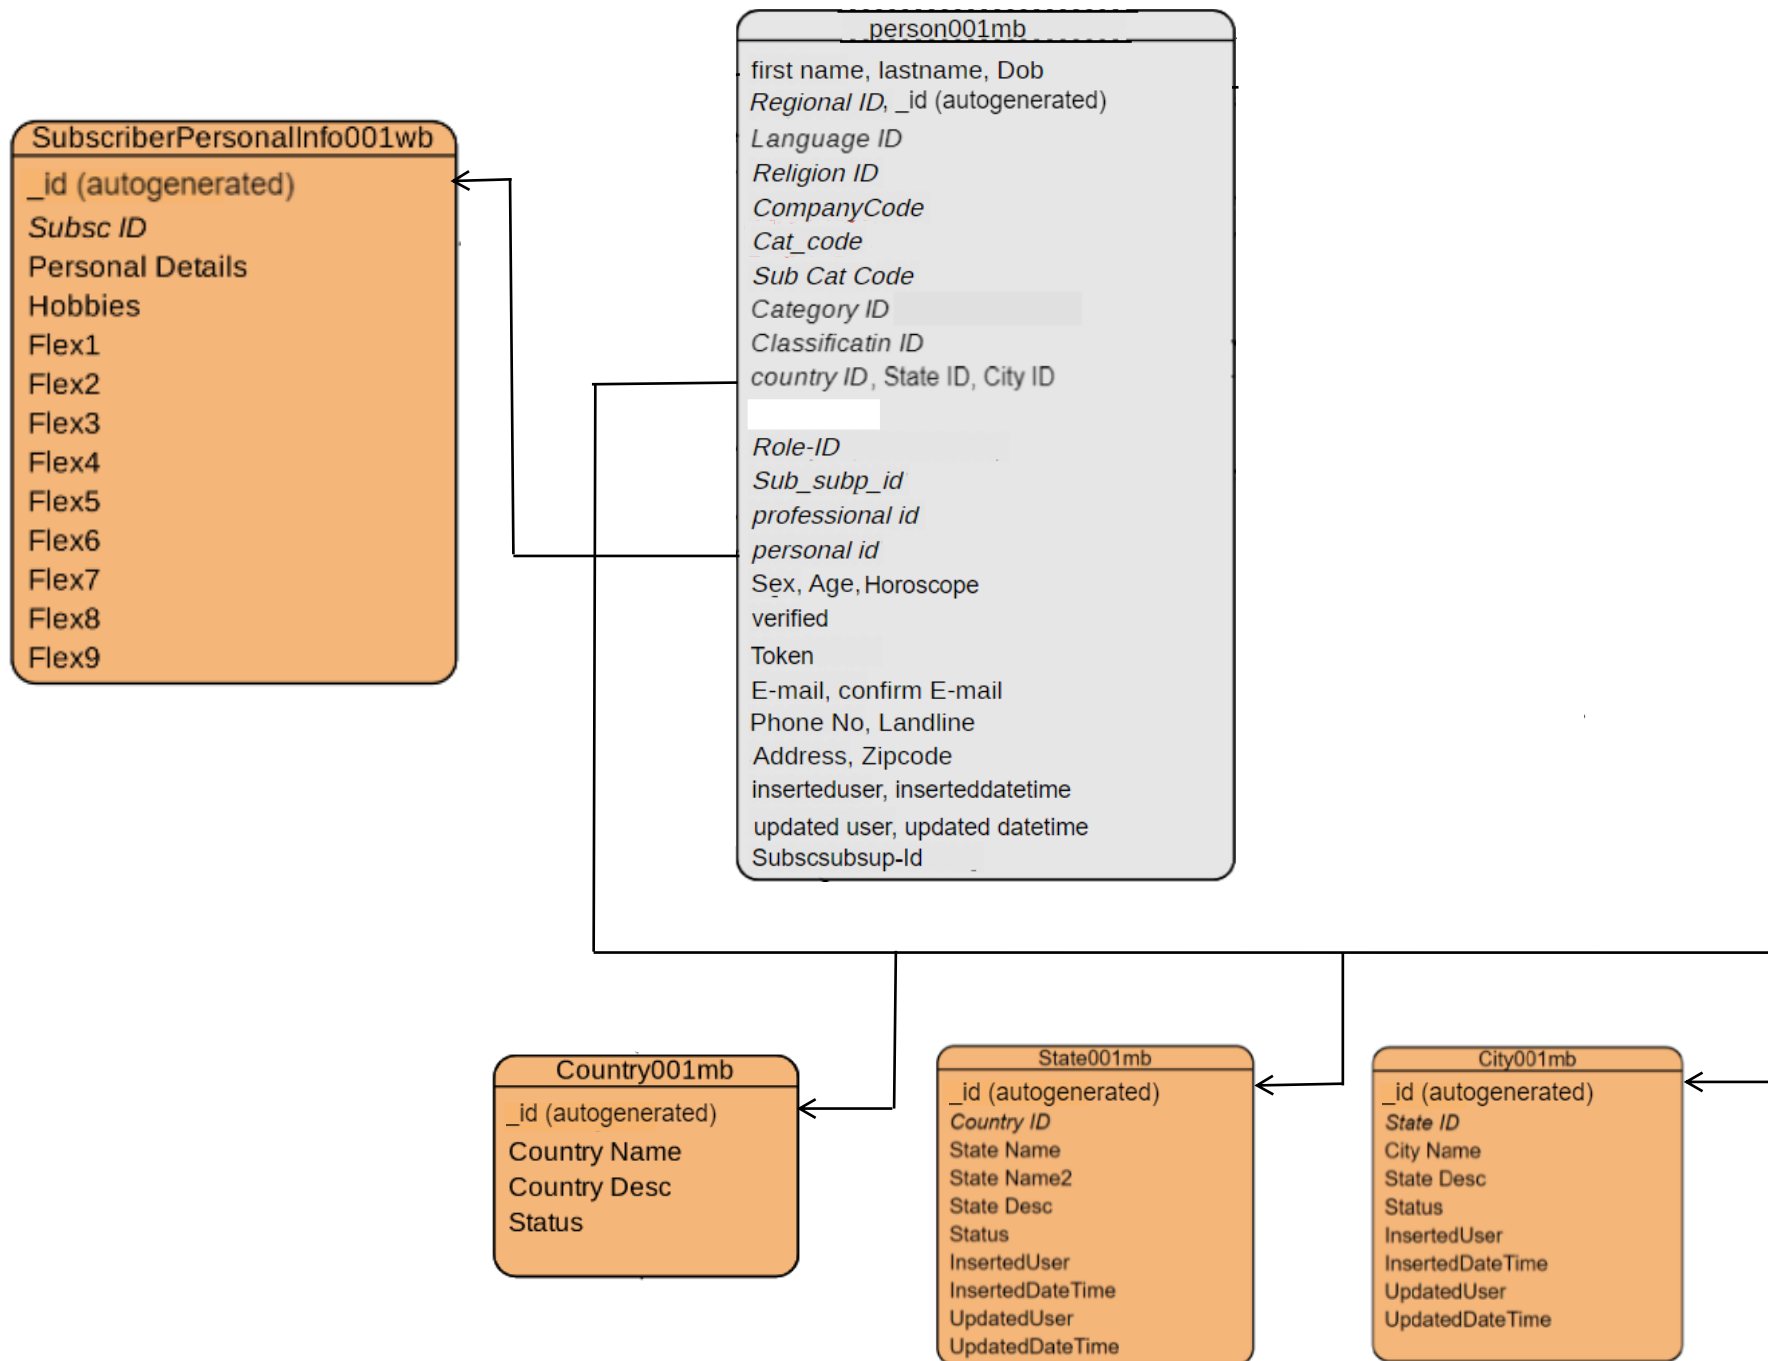 person001mb
first name, lastname, Dob
Regional ID, _id (autogenerated)
Language ID
Religion ID
CompanyCode
Cat_code
Sub Cat Code
Category ID
Classificatin ID
country ID, State ID, City ID
Role-ID
Sub_subp_id
professional id
personal id
Sex, Age, Horoscope
verified
Token
E-mail, confirm E-mail
Phone No, Landline
Address, Zipcode
inserteduser, inserteddatetime
updated user, updated datetime
Subscsubsup-Id
SubscriberPersonalInfo001wb
_id (autogenerated)
Subsc ID
Personal Details
Hobbies
Flex1
Flex2
Flex3
Flex4
Flex5
Flex6
Flex7
Flex8
Flex9
Country001mb
_id (autogenerated)
Country Name
Country Desc
Status
State001mb
_id (autogenerated)
Country ID
State Name
State Name2
State Desc
Status
InsertedUser
InsertedDateTime
UpdatedUser
UpdatedDateTime
City001mb
_id (autogenerated)
State ID
City Name
State Desc
Status
InsertedUser
InsertedDateTime
UpdatedUser
UpdatedDateTime